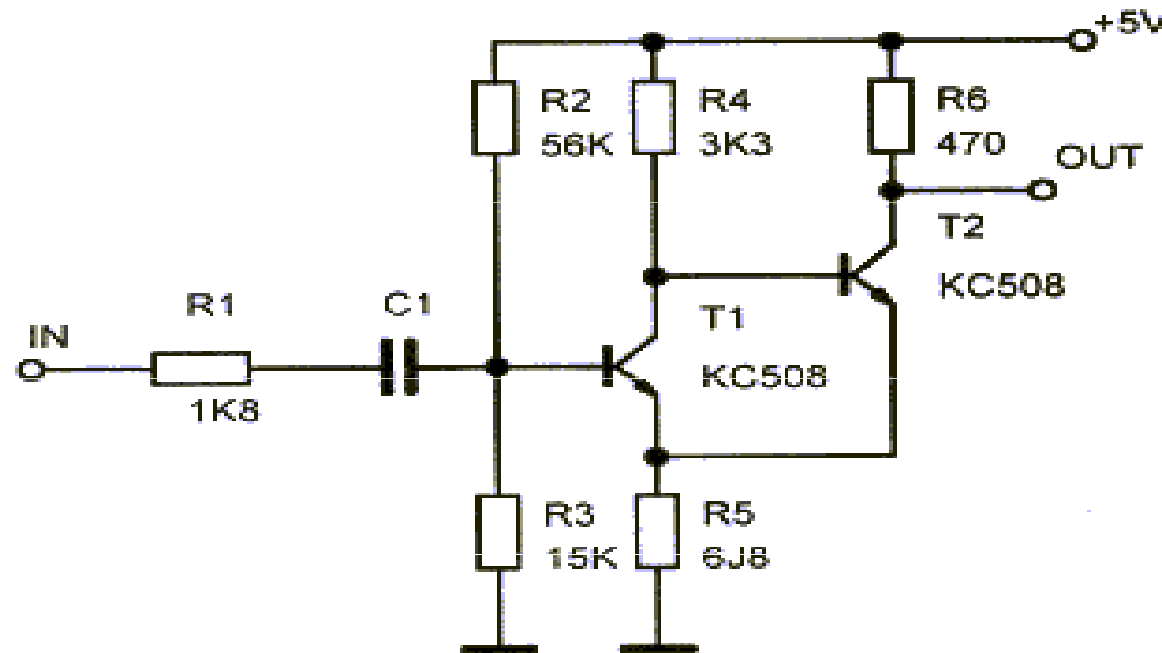 +5V
R2
56K
R4
3K3
R6
470
OUT
T2
KC508
IN
R1
1K8
C1
T1
KC508
R3
15K
R5
6J8